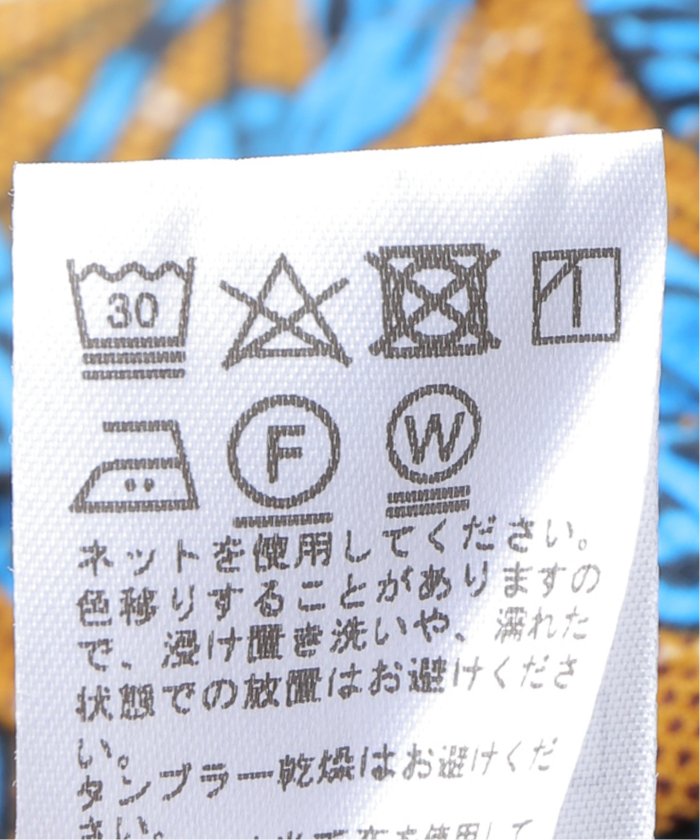 30
F W
ネットを使用してください。
色移りすることがありますの
で、浸け置き洗いや、濡れた
状態での放置はお避けくださ
い。
タンブラー乾燥はお避けくだ
さい。